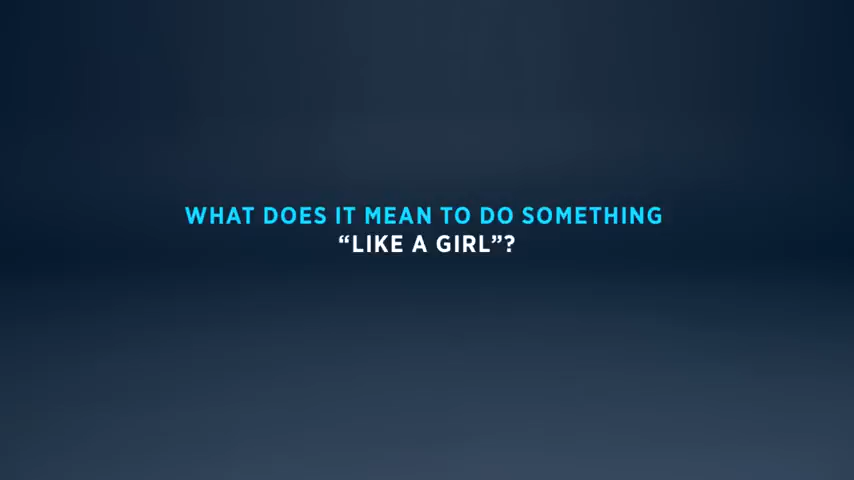 WHAT DOES IT MEAN TO DO SOMETHING
“LIKE A GIRL”?